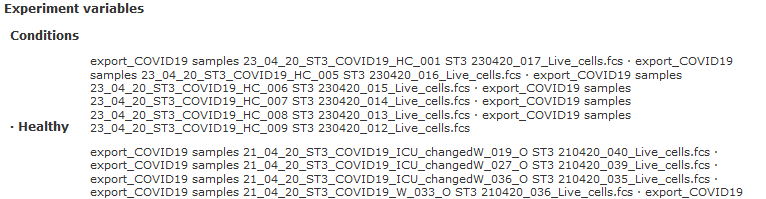 Experiment variables
Conditions
export_COVID19 samples 23_04_20_ST3_COVID19_HC_001 ST3 230420_017_Live_cells.fcs · export_COVID19
samples 23_04_20_ST3_COVID19_HC_005 ST3 230420_016_Live_cells.fcs · export_COVID19 samples
23_04_20_ST3_COVID19_HC_006 ST3 230420_015_Live_cells.fcs · export_COVID19 samples
23_04_20_ST3_COVID19_HC_007 ST3 230420_014_Live_cells.fcs · export_COVID19 samples
23_04_20_ST3_COVID19_HC_008 ST3 230420_013_Live_cells.fcs · export_COVID19 samples
· Healthy 23_04_20_ST3_COVID19_HC_009 ST3 230420_012_Live_cells.fcs
export_COVID19 samples 21_04_20_ST3_COVID19_ICU_changedW_019_O ST3 210420_040_Live_cells.fcs ·
export_COVID19 samples 21_04_20_ST3_COVID19_ICU_changedW_027_O ST3 210420_039_Live_cells.fcs ·
export_COVID19 samples 21_04_20_ST3_COVID19_ICU_changedW_036_O ST3 210420_035_Live_cells.fcs ·
export_COVID19 samples 21_04_20_ST3_COVID19_W_033_O ST3 210420_036_Live_cells.fcs · export_COVID19